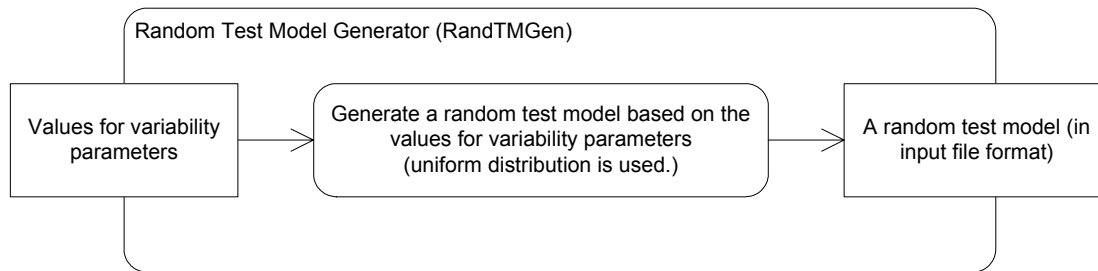 Random Test Model Generator (RandTMGen)
Values for variability
parameters
Generate a random test model based on the
values for variability parameters
(uniform distribution is used.)
A random test model (in
input file format)